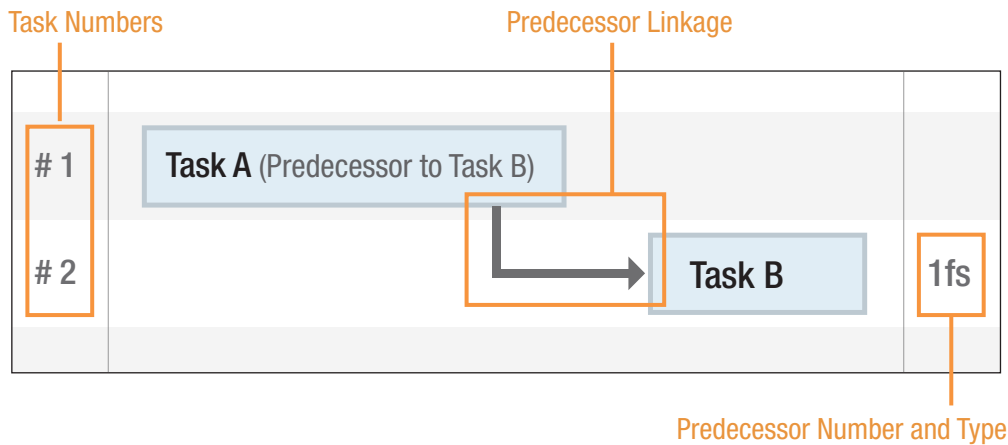 Task Numbers
Predecessor Linkage
# 1
Task A (Predecessor to Task B)
# 2
Task B
1fs
Predecessor Number and Type